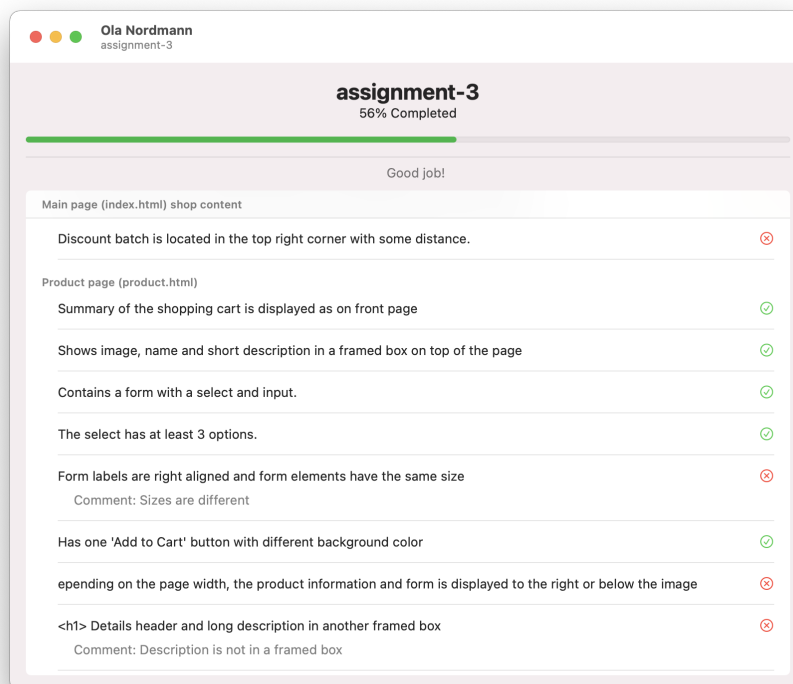 Ola Nordmann
assignment-3
assignment-3
56% Completed
Good job!
Main page (index.html) shop content
Discount batch is located in the top right corner with some distance.
Product page (product.html)
Summary of the shopping cart is displayed as on front page
Shows image, name and short description in a framed box on top of the page
Contains a form with a select and input.
The select has at least 3 options.
Form labels are right aligned and form elements have the same size
Comment: Sizes are different
Has one 'Add to Cart' button with different background color
epending on the page width, the product information and form is displayed to the right or below the image
<h1> Details header and long description in another framed box
Comment: Description is not in a framed box